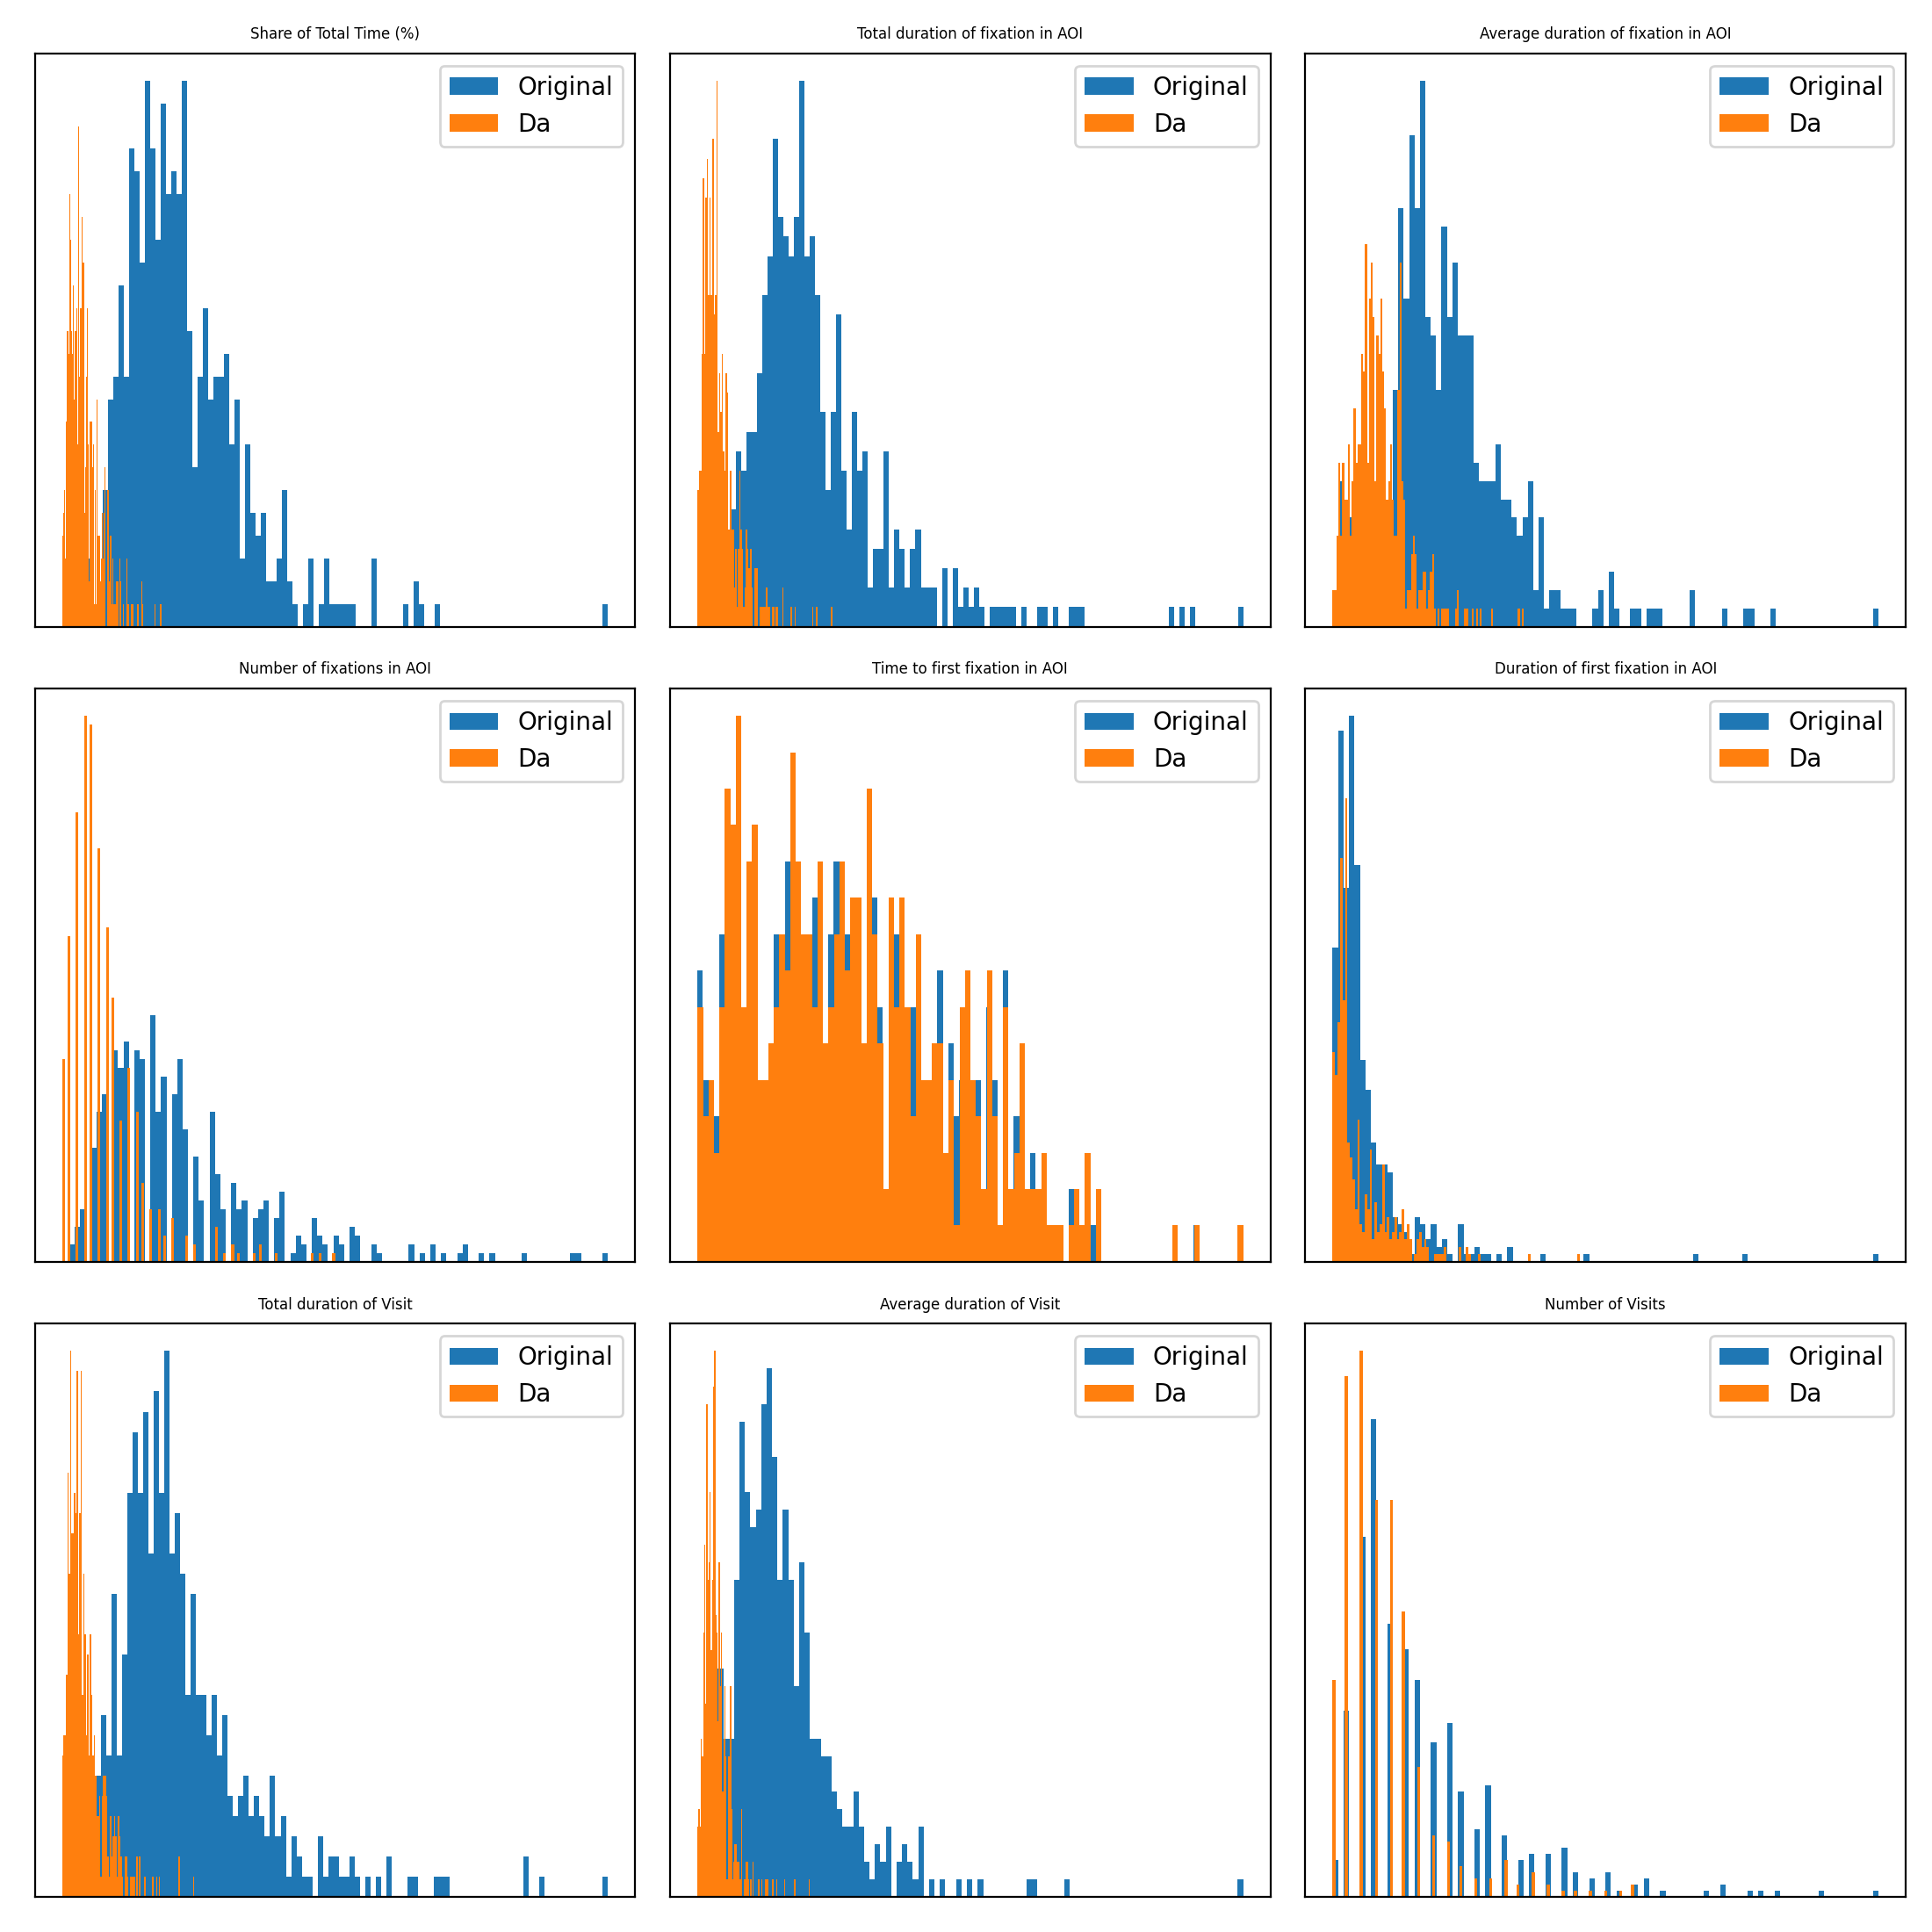 Share of Total Time (%)
Original
Da
Total duration of fixation in AOI
Original
Da
Average duration of fixation in AOI
Original
Da
Number of fixations in AOI
Original
Da
Time to first fixation in AOI
Original
Da
Duration of first fixation in AOI
Original
Da
Total duration of Visit
Original
Da
Average duration of Visit
Original
Da
Number of Visits
Original
Da